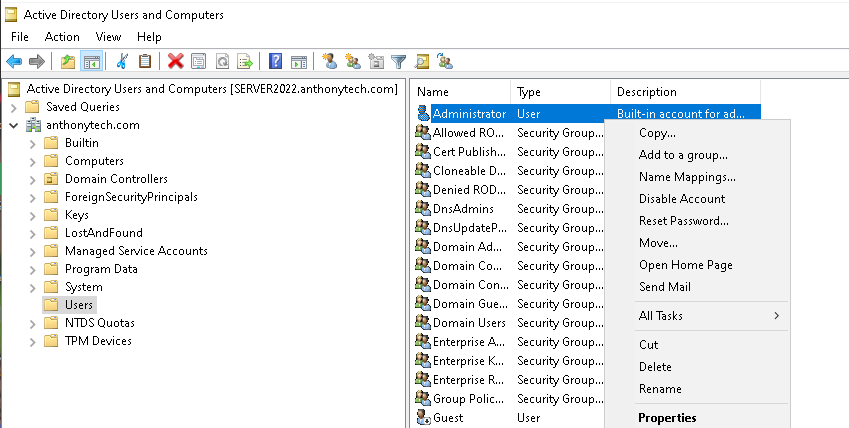 Active Directory Users and Computers
File Action View Help
Active Directory Users and Computers [SERVER2022.anthonytech.com]
Saved Queries
anthonytech.com
Builtin
Computers
Domain Controllers
ForeignSecurityPrincipals
Keys
LostAndFound
Managed Service Accounts
Program Data
System
Users
NTDS Quotas
TPM Devices
Name Type Description
Administrator User Built-in account for ad...
Allowed RO... Security Group...
Cert Publish... Security Group...
Cloneable D... Security Group...
Denied ROD... Security Group...
DnsAdmins Security Group...
DnsUpdateP... Security Group...
Domain Ad... Security Group...
Domain Co... Security Group...
Domain Con... Security Group...
Domain Gue... Security Group...
Domain Users Security Group...
Enterprise A... Security Group...
Enterprise K... Security Group...
Enterprise R... Security Group...
Group Polic... Security Group...
Guest User
Copy...
Add to a group...
Name Mappings...
Disable Account
Reset Password...
Move...
Open Home Page
Send Mail
All Tasks
Cut
Delete
Rename
Properties